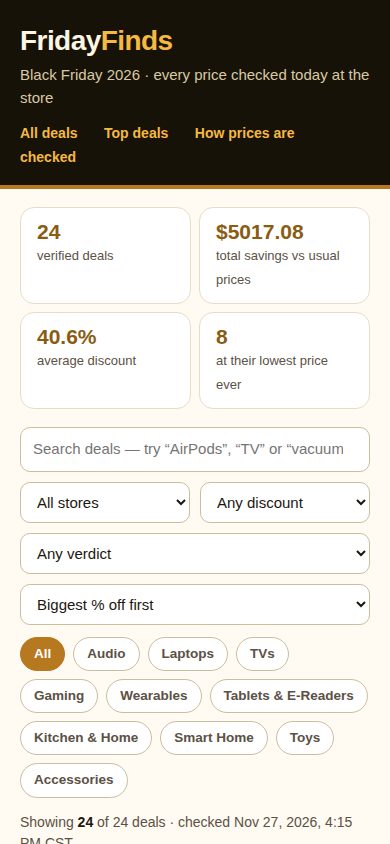 FridayFinds
Black Friday 2026 · every price checked today at the
store
All deals Top deals How prices are
checked
24
verified deals
$5017.08
total savings vs usual
prices
40.6%
average discount
8
at their lowest price
ever
Search deals — try “AirPods”, “TV” or “vacuum
All stores
Any discount
Any verdict
Biggest % off first
All Audio Laptops TVs
Gaming Wearables Tablets & E-Readers
Kitchen & Home Smart Home Toys
Accessories
Showing 24 of 24 deals · checked Nov 27, 2026, 4:15
PM CST